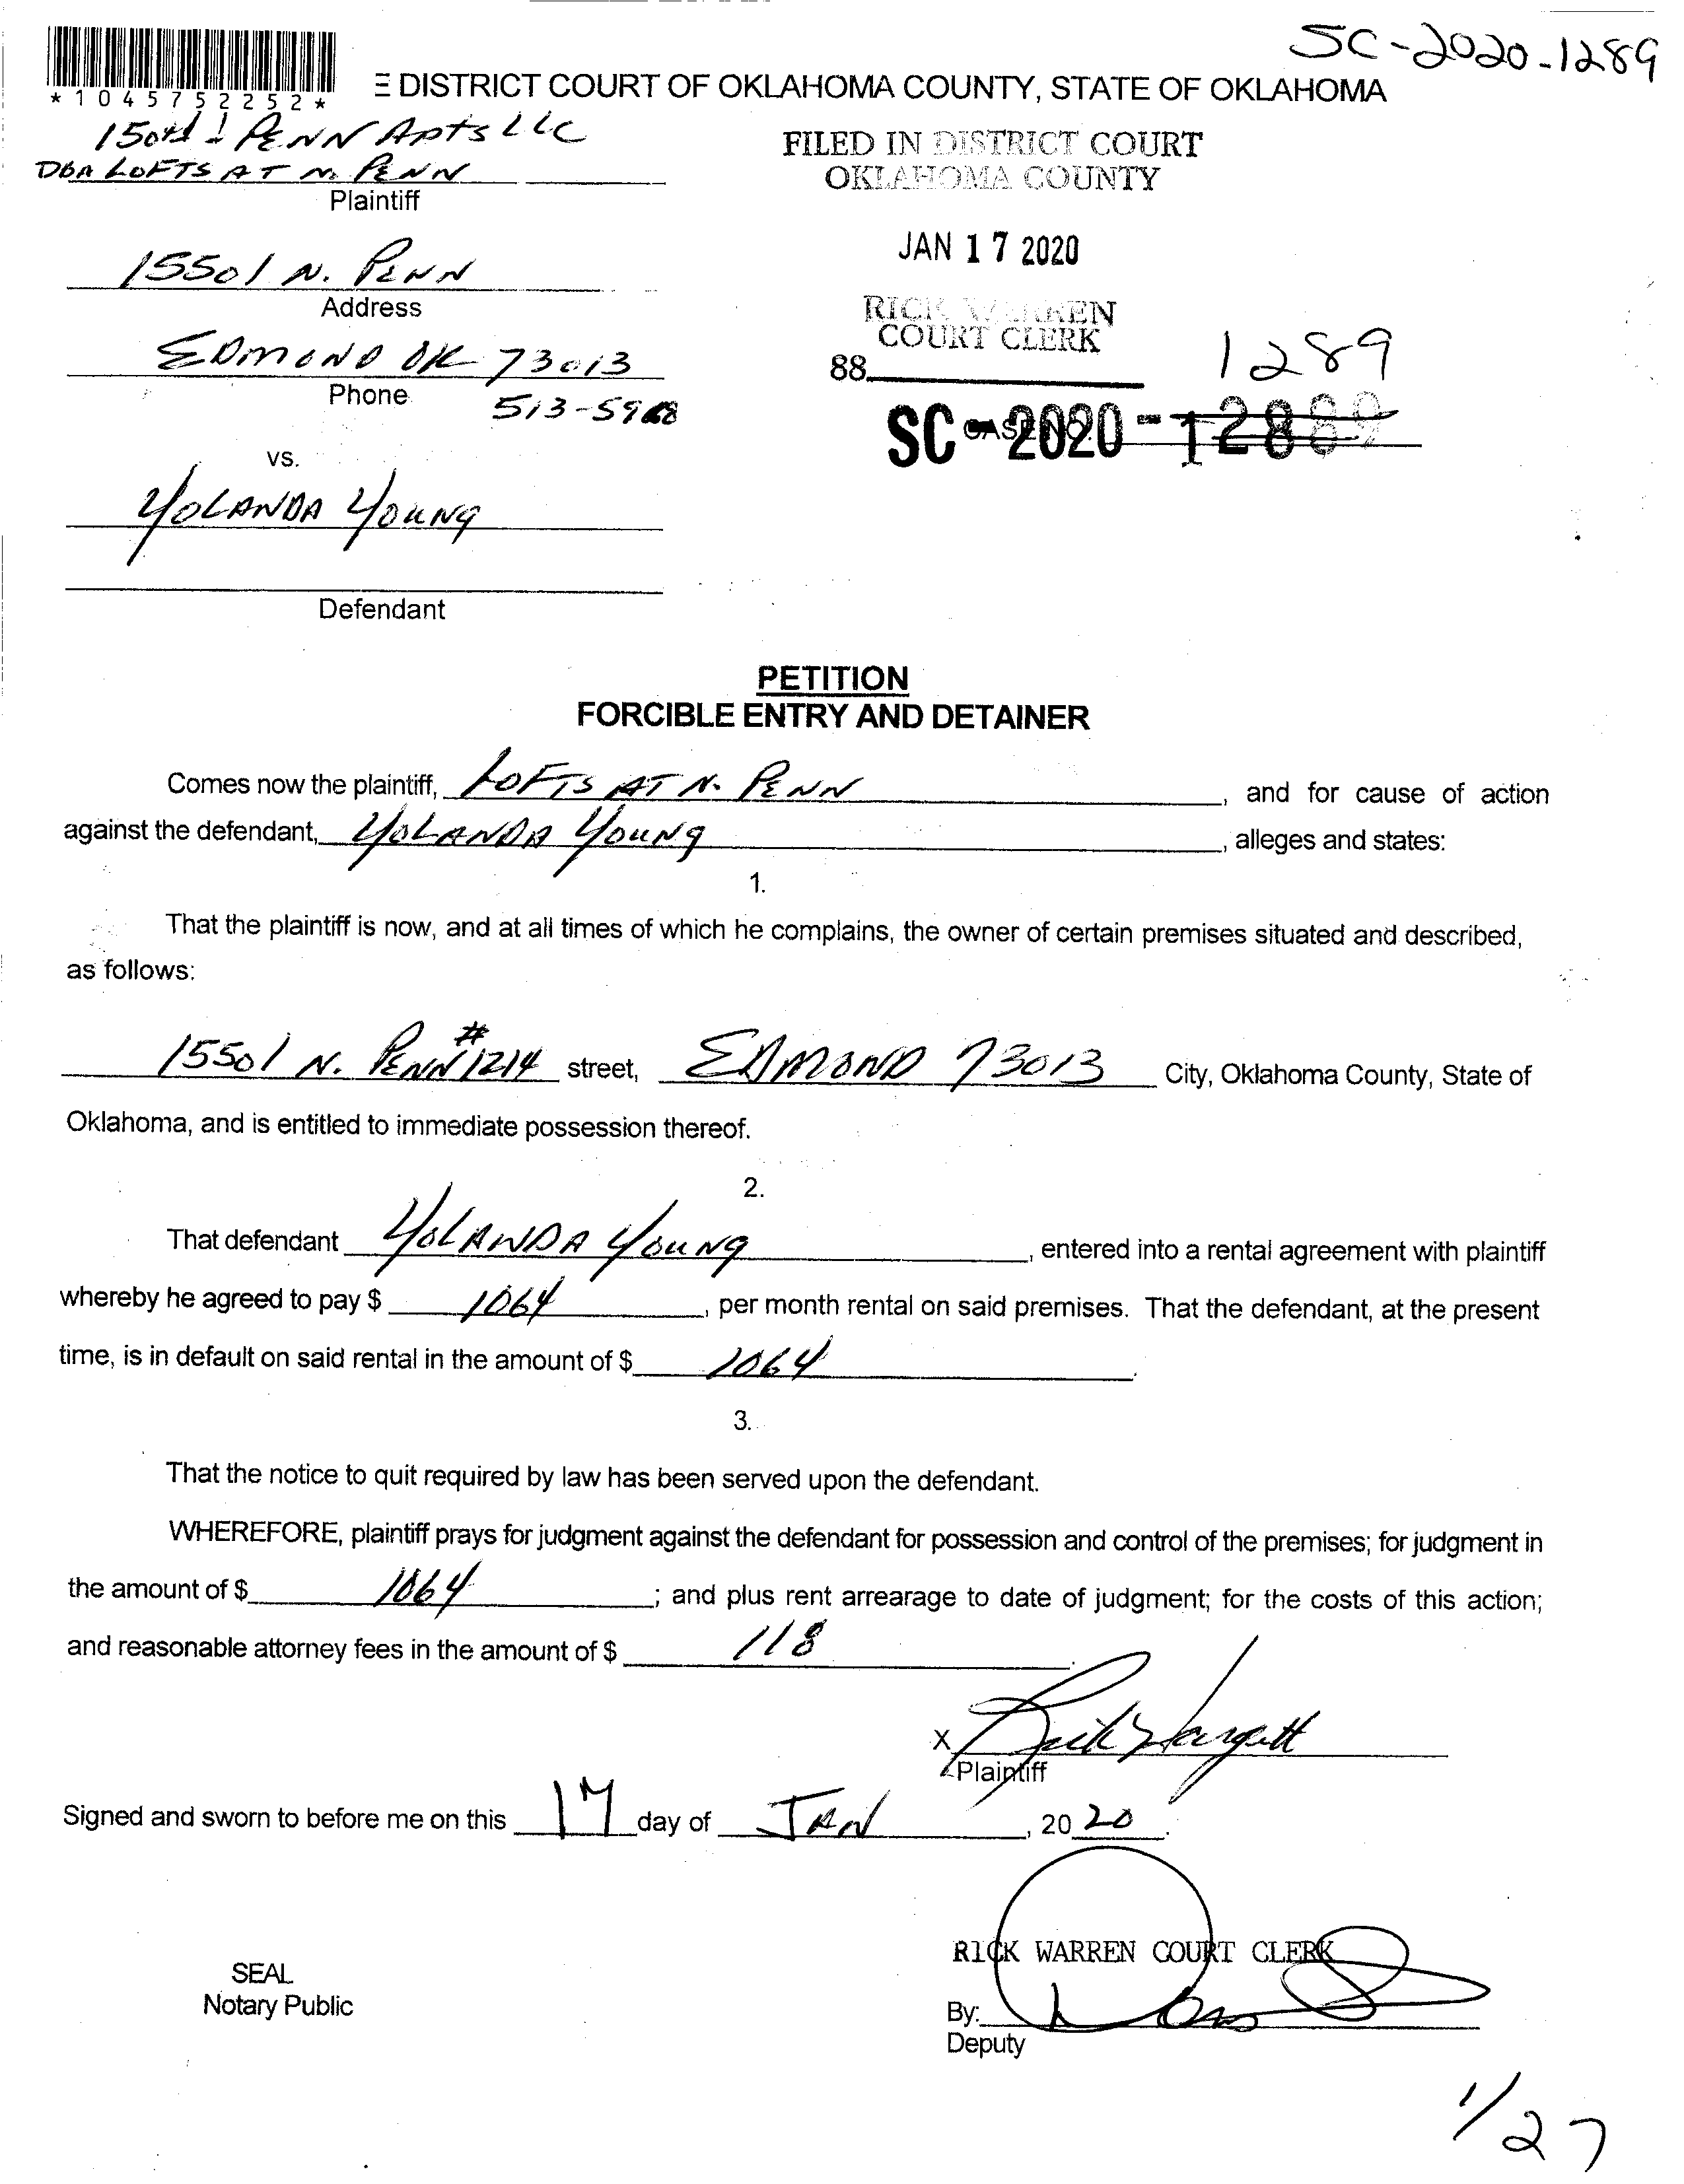 SC-2020-1289
*1045752252*
E DISTRICT COURT OF OKLAHOMA COUNTY, STATE OF OKLAHOMA
150th & PENN Apts LLC
DBA LOFTS AT N. PENN
Plaintiff
FILED IN DISTRICT COURT
OKLAHOMA COUNTY
JAN 17 2020
15501 N. PENN
Address
RICK WARREN
COURT CLERK
EDMOND OK 73013
88
1289
Phone
513-5968
SC-2020-1288
CASE NO.
vs.
YOLANDA YOUNG
Defendant
PETITION
FORCIBLE ENTRY AND DETAINER
Comes now the plaintiff, LOFTS AT N. PENN, and for cause of action
against the defendant, YOLANDA YOUNG, alleges and states:
1.
That the plaintiff is now, and at all times of which he complains, the owner of certain premises situated and described,
as follows:
15501 N. PENN #1214 street, EDMOND 73013 City, Oklahoma County, State of
Oklahoma, and is entitled to immediate possession thereof.
2.
That defendant YOLANDA YOUNG, entered into a rental agreement with plaintiff
whereby he agreed to pay $ 1064, per month rental on said premises. That the defendant, at the present
time, is in default on said rental in the amount of $ 1064.
3.
That the notice to quit required by law has been served upon the defendant.
WHEREFORE, plaintiff prays for judgment against the defendant for possession and control of the premises; for judgment in
the amount of $ 1064; and plus rent arrearage to date of judgment; for the costs of this action;
and reasonable attorney fees in the amount of $ 118.
X Rick Hargett
Plaintiff
Signed and sworn to before me on this 17 day of JAN, 2020.
RICK WARREN COURT CLERK
SEAL
Notary Public
By:
Deputy
1/27